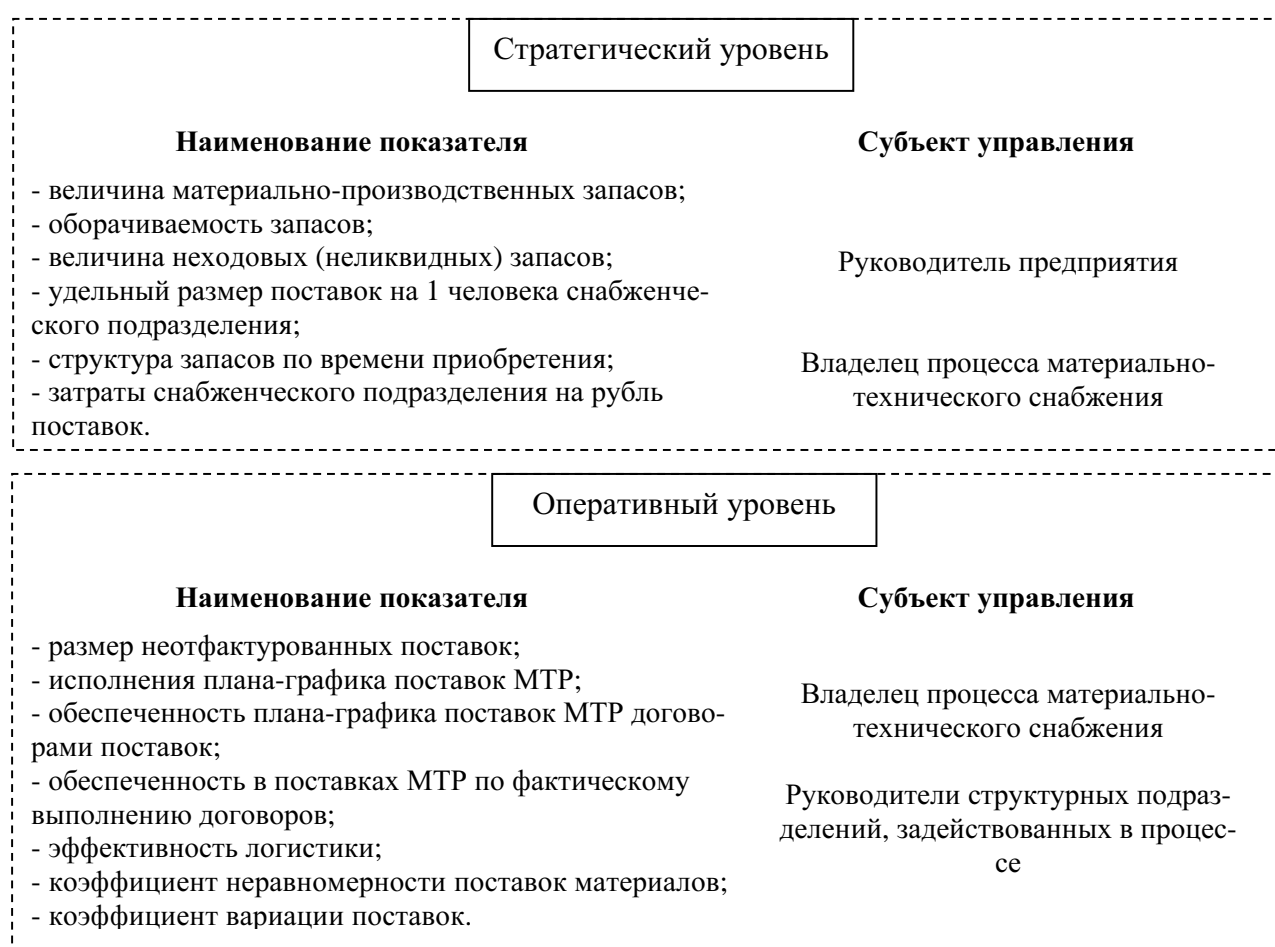 Стратегический уровень
Наименование показателя
Субъект управления
- величина материально-производственных запасов;
- оборачиваемость запасов;
- величина неходовых (неликвидных) запасов;
- удельный размер поставок на 1 человека снабженче-
ского подразделения;
- структура запасов по времени приобретения;
- затраты снабженческого подразделения на рубль
поставок.
Руководитель предприятия
Владелец процесса материально-
технического снабжения
Оперативный уровень
Наименование показателя
Субъект управления
- размер неотфактурованных поставок;
- исполнения плана-графика поставок МТР;
- обеспеченность плана-графика поставок МТР догово-
рами поставок;
- обеспеченность в поставках МТР по фактическому
выполнению договоров;
- эффективность логистики;
- коэффициент неравномерности поставок материалов;
- коэффициент вариации поставок.
Владелец процесса материально-
технического снабжения
Руководители структурных подраз-
делений, задействованных в процес-
се